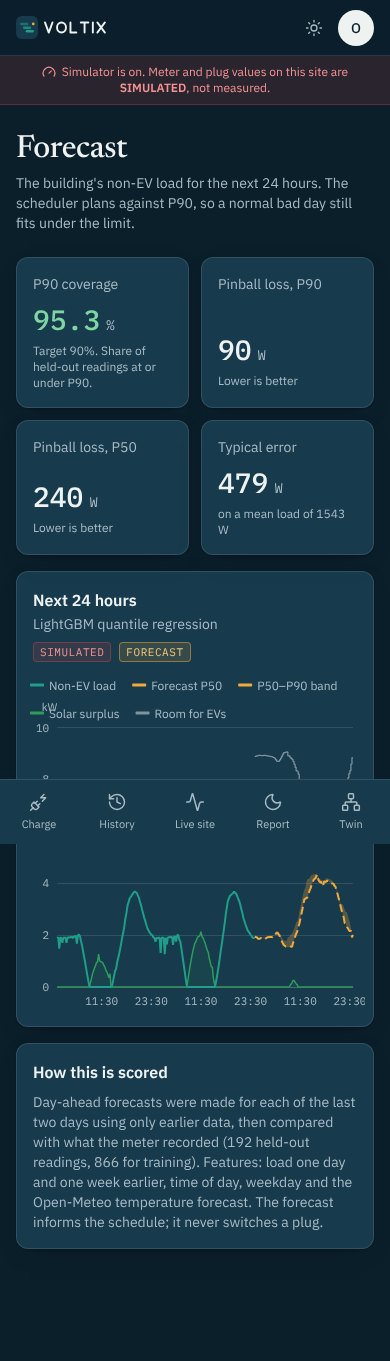 VOLTIX
O
Simulator is on. Meter and plug values on this site are
SIMULATED, not measured.
Forecast
The building's non-EV load for the next 24 hours. The
scheduler plans against P90, so a normal bad day still
fits under the limit.
P90 coverage
95.3 %
Target 90%. Share of
held-out readings at or
under P90.
Pinball loss, P90
90 W
Lower is better
Pinball loss, P50
240 W
Lower is better
Typical error
479 W
on a mean load of 1543
W
Next 24 hours
LightGBM quantile regression
SIMULATED FORECAST
Non-EV load Forecast P50 P50–P90 band
kW
Solar surplus Room for EVs
10
8
Charge History Live site Report Twin
4
2
0
11:30 23:30 11:30 23:30 11:30 23:30
How this is scored
Day-ahead forecasts were made for each of the last
two days using only earlier data, then compared
with what the meter recorded (192 held-out
readings, 866 for training). Features: load one day
and one week earlier, time of day, weekday and the
Open-Meteo temperature forecast. The forecast
informs the schedule; it never switches a plug.